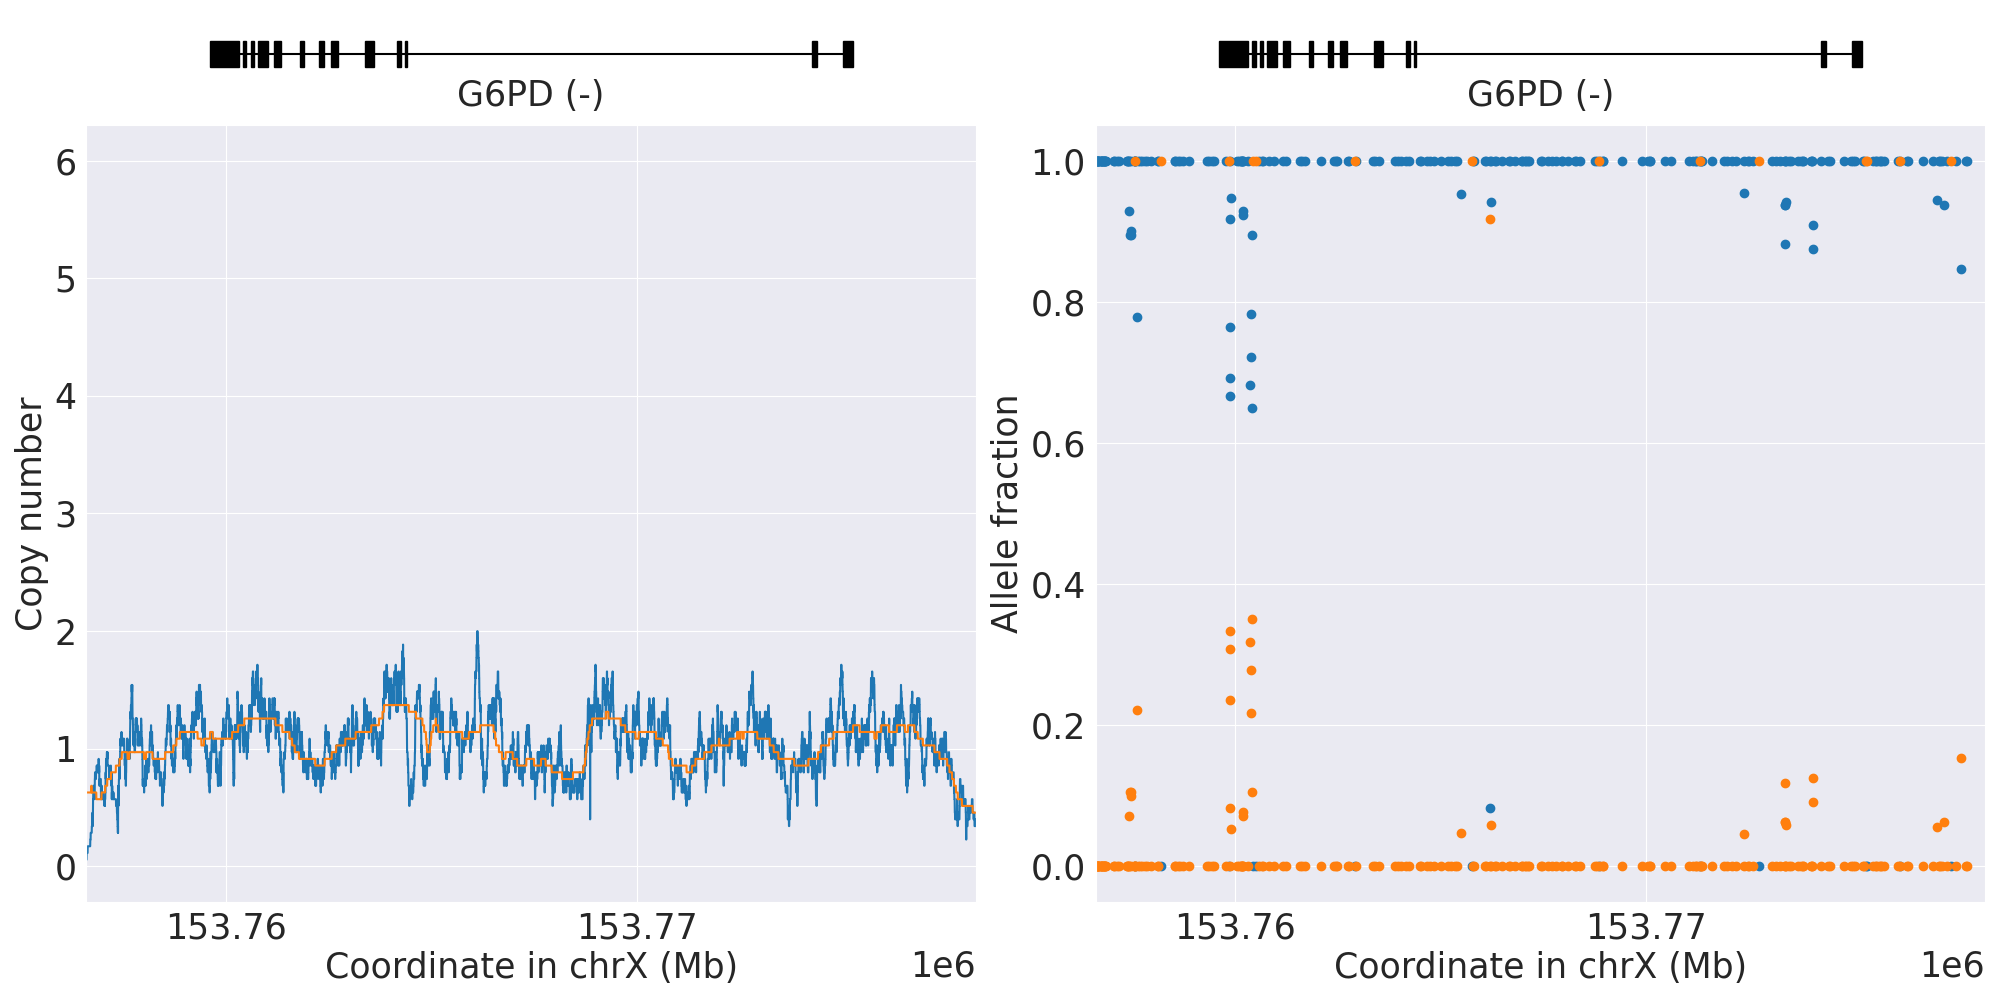 G6PD (-)
6
5
4
3
2
1
0
Copy number
153.76
153.77
Coordinate in chrX (Mb)
1e6
G6PD (-)
1.0
0.8
0.6
0.4
0.2
0.0
Allele fraction
153.76
153.77
Coordinate in chrX (Mb)
1e6